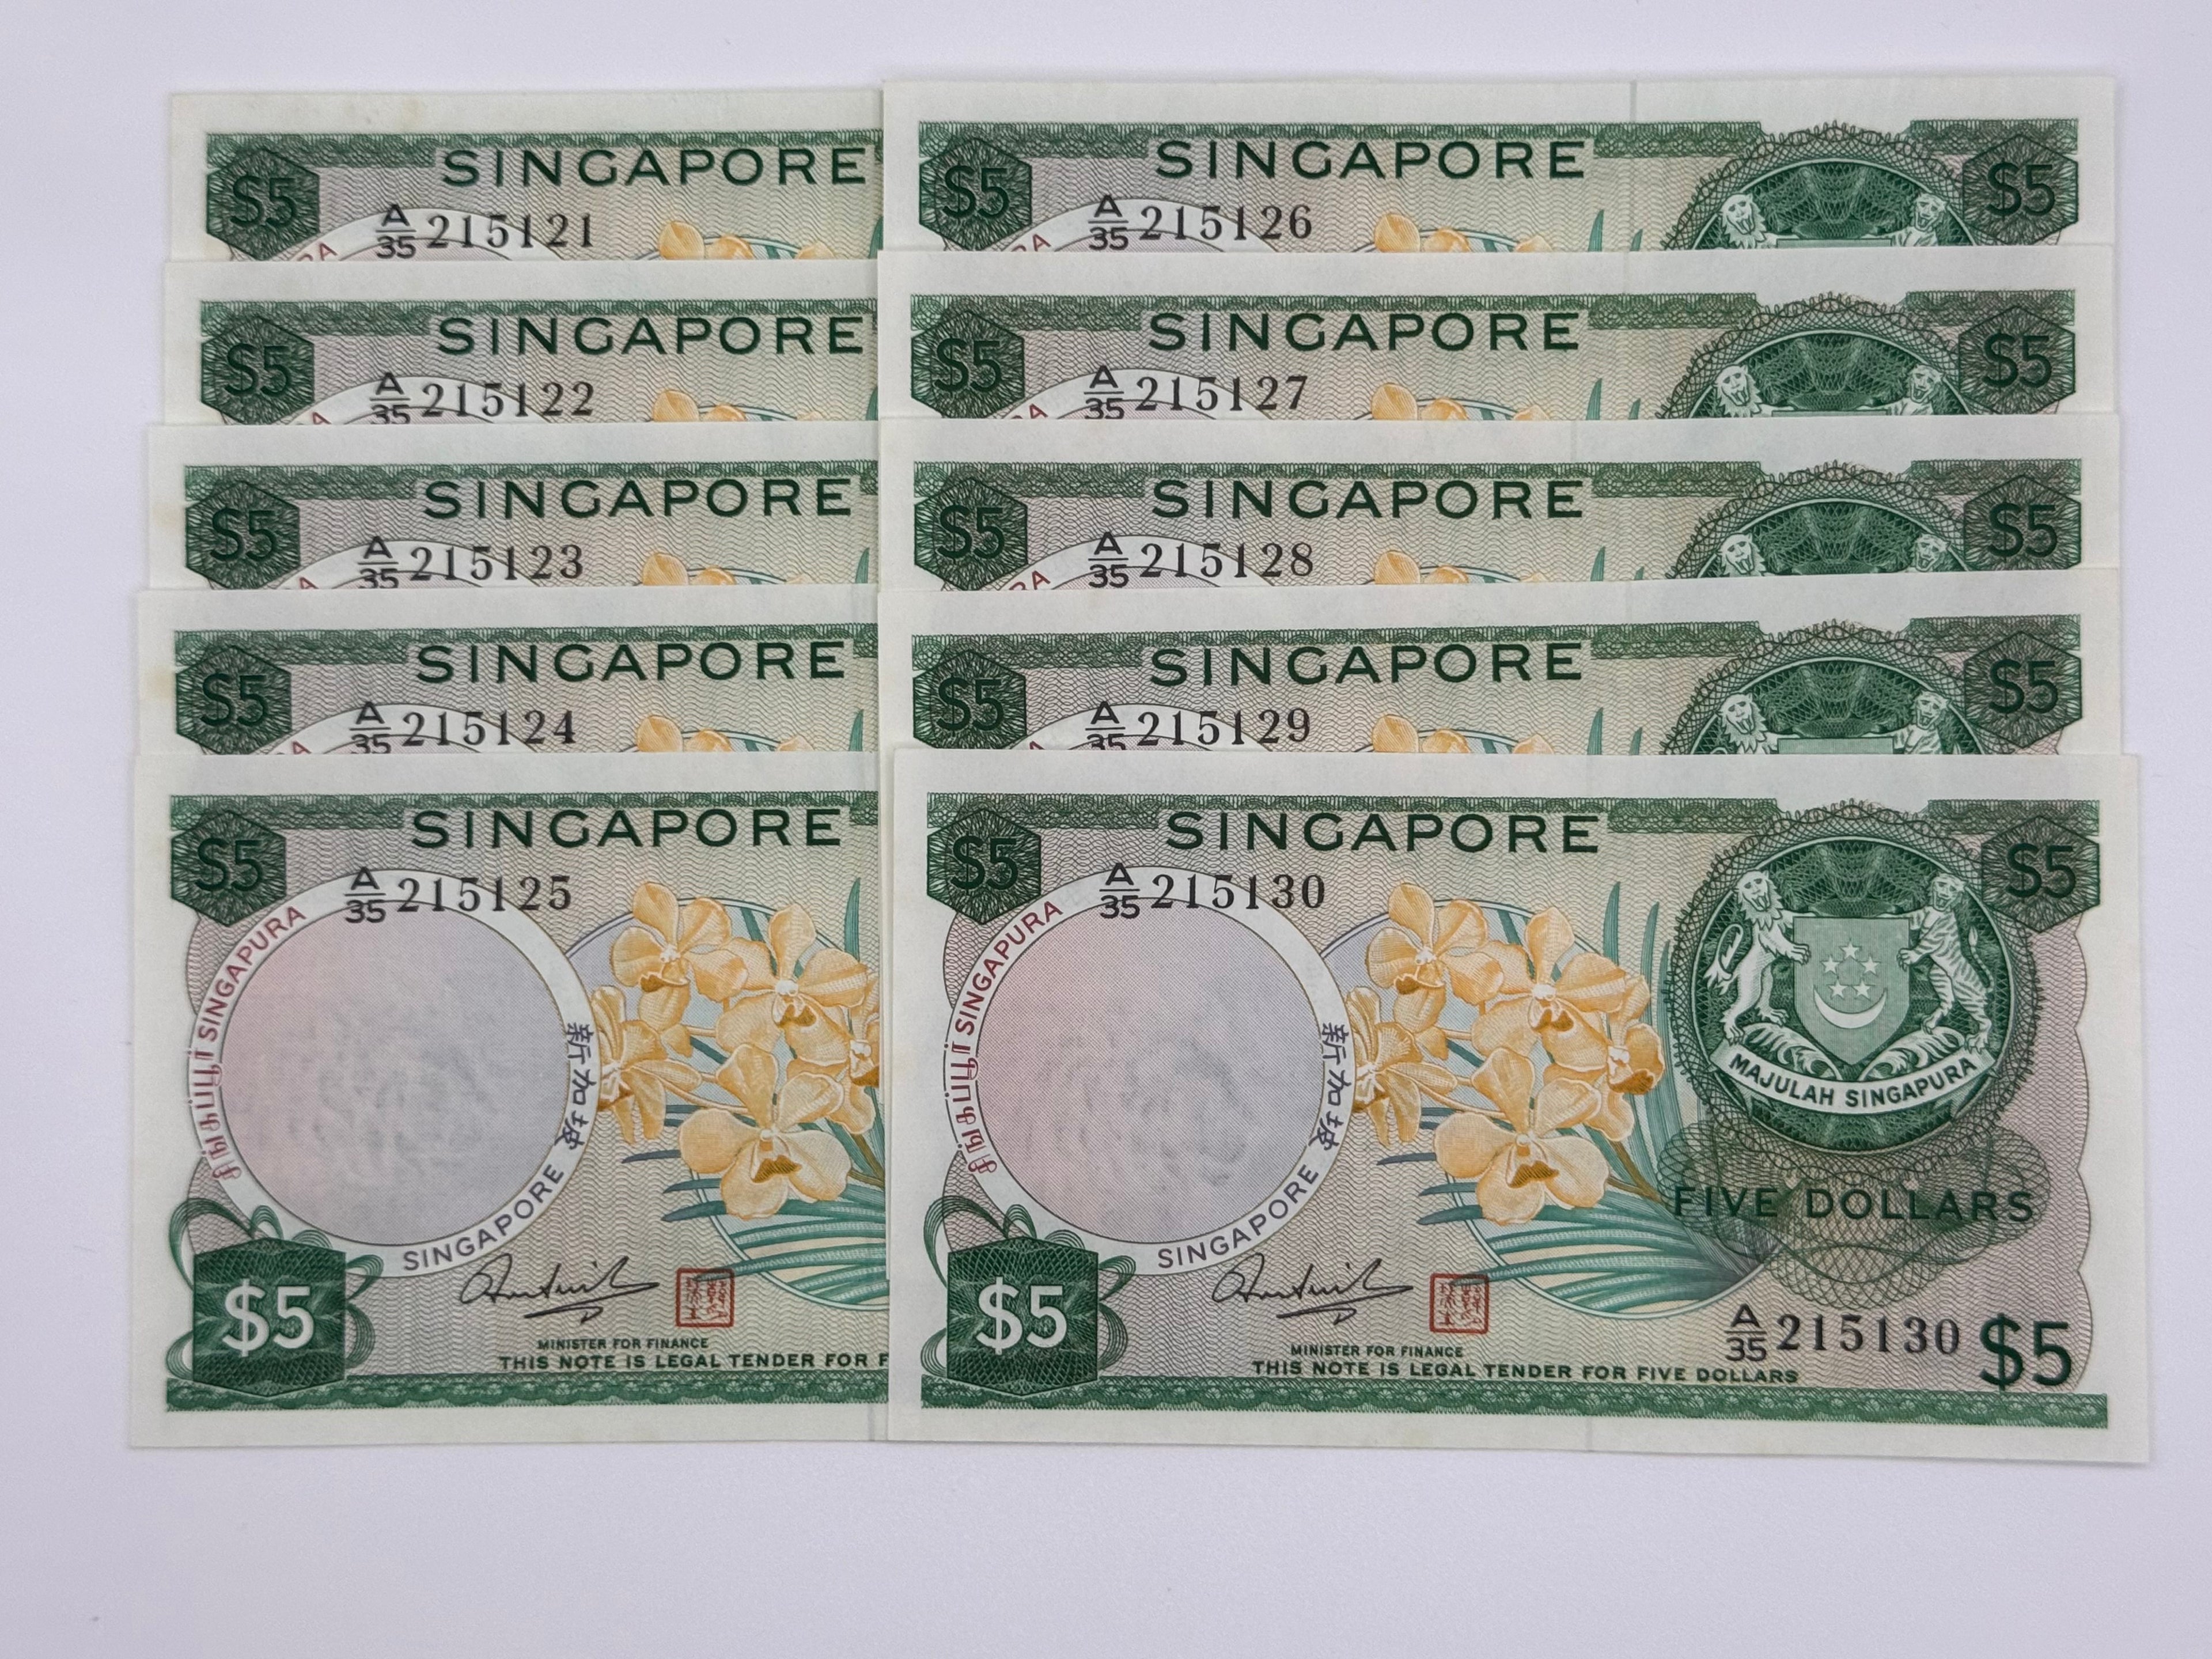 SINGAPORE
$5
A/35 215121
SINGAPORE
$5
A/35 215122
SINGAPORE
$5
A/35 215123
SINGAPORE
$5
A/35 215124
SINGAPORE
$5
A/35 215125
சிங்கப்பூர் SINGAPURA
新加坡
SINGAPORE
$5
MINISTER FOR FINANCE
THIS NOTE IS LEGAL TENDER FOR F
SINGAPORE
$5 $5
A/35 215126
SINGAPORE
$5 $5
A/35 215127
SINGAPORE
$5 $5
A/35 215128
SINGAPORE
$5 $5
A/35 215129
SINGAPORE
$5 $5
A/35 215130
சிங்கப்பூர் SINGAPURA
新加坡
SINGAPORE
MAJULAH SINGAPURA
FIVE DOLLARS
$5
A/35 215130 $5
MINISTER FOR FINANCE
THIS NOTE IS LEGAL TENDER FOR FIVE DOLLARS